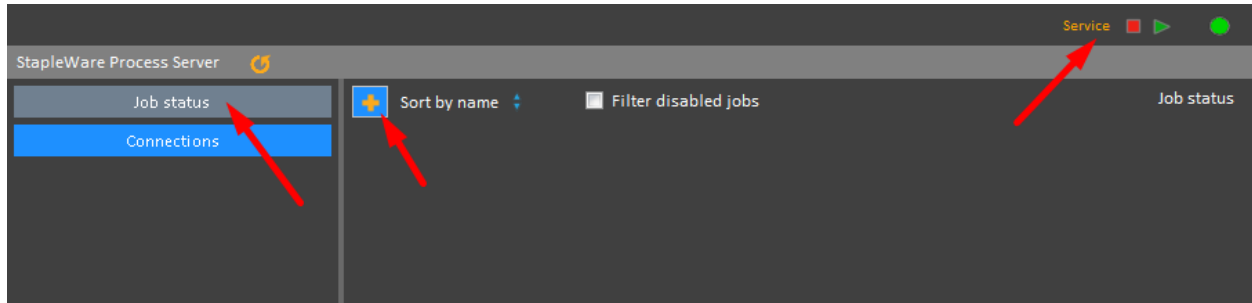 Service
StapleWare Process Server
Job status
Connections
Sort by name
Filter disabled jobs
Job status